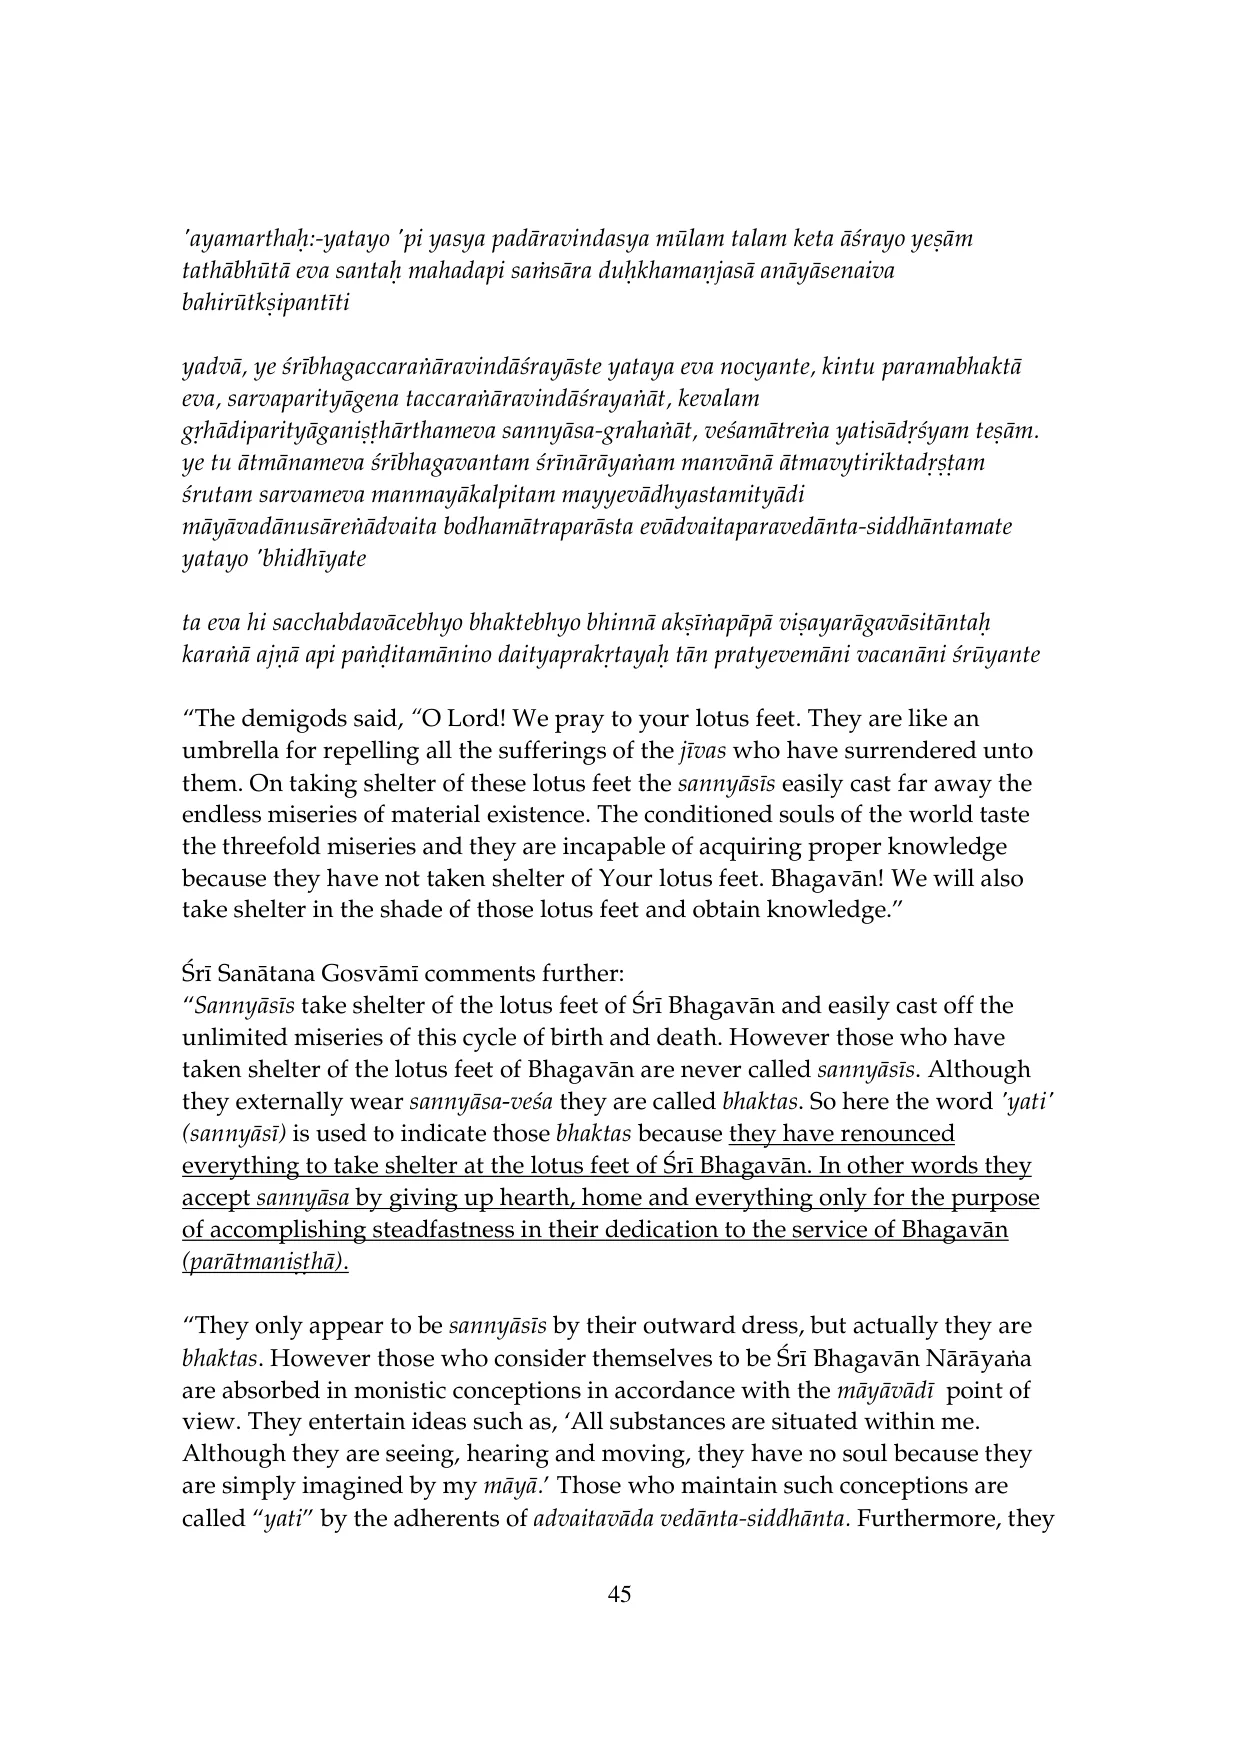 'ayamarthaḥ:-yatayo 'pi yasya padāravindasya mūlam talam keta āśrayo yeṣām
tathābhūtā eva santaḥ mahadapi saṁsāra duḥkhamaṇjasā anāyāsenaiva
bahirūtkṣipantīti
yadvā, ye śrībhagaccaraṅāravindāśrayāste yataya eva nocyante, kintu paramabhaktā
eva, sarvaparityāgena taccaraṅāravindāśrayaṅāt, kevalam
gṛhādiparityāganiṣṭhārthameva sannyāsa-grahaṅāt, veśamātreṅa yatisādṛśyam teṣām.
ye tu ātmānameva śrībhagavantam śrīnārāyaṅam manvānā ātmavytiriktadṛṣṭam
śrutam sarvameva manmayākalpitam mayyevādhyastamityādi
māyāvadānusāreṅādvaita bodhamātraparāsta evādvaitaparavedānta-siddhāntamate
yatayo 'bhidhīyate
ta eva hi sacchabdavācebhyo bhaktebhyo bhinnā akṣīṅapāpā viṣayarāgavāsitāntaḥ
karaṅā ajṇā api paṅḍitamānino daityaprakṛtayaḥ tān pratyevemāni vacanāni śrūyante
“The demigods said, “O Lord! We pray to your lotus feet. They are like an
umbrella for repelling all the sufferings of the jīvas who have surrendered unto
them. On taking shelter of these lotus feet the sannyāsīs easily cast far away the
endless miseries of material existence. The conditioned souls of the world taste
the threefold miseries and they are incapable of acquiring proper knowledge
because they have not taken shelter of Your lotus feet. Bhagavān! We will also
take shelter in the shade of those lotus feet and obtain knowledge.”
Śrī Sanātana Gosvāmī comments further:
“Sannyāsīs take shelter of the lotus feet of Śrī Bhagavān and easily cast off the
unlimited miseries of this cycle of birth and death. However those who have
taken shelter of the lotus feet of Bhagavān are never called sannyāsīs. Although
they externally wear sannyāsa-veśa they are called bhaktas. So here the word 'yati'
(sannyāsī) is used to indicate those bhaktas because they have renounced
everything to take shelter at the lotus feet of Śrī Bhagavān. In other words they
accept sannyāsa by giving up hearth, home and everything only for the purpose
of accomplishing steadfastness in their dedication to the service of Bhagavān
(parātmaniṣṭhā).
“They only appear to be sannyāsīs by their outward dress, but actually they are
bhaktas. However those who consider themselves to be Śrī Bhagavān Nārāyaṅa
are absorbed in monistic conceptions in accordance with the māyāvādī point of
view. They entertain ideas such as, ‘All substances are situated within me.
Although they are seeing, hearing and moving, they have no soul because they
are simply imagined by my māyā.’ Those who maintain such conceptions are
called “yati” by the adherents of advaitavāda vedānta-siddhānta. Furthermore, they
45